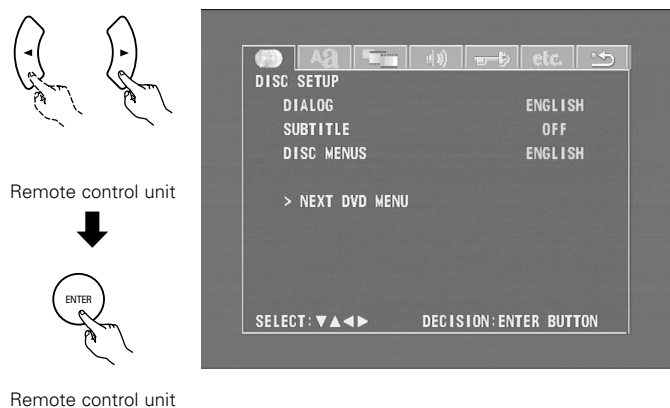 Remote control unit
ENTER
Remote control unit
Aa etc.
DISC SETUP
DIALOG ENGLISH
SUBTITLE OFF
DISC MENUS ENGLISH
> NEXT DVD MENU
SELECT:▼▲◀▶ DECISION:ENTER BUTTON